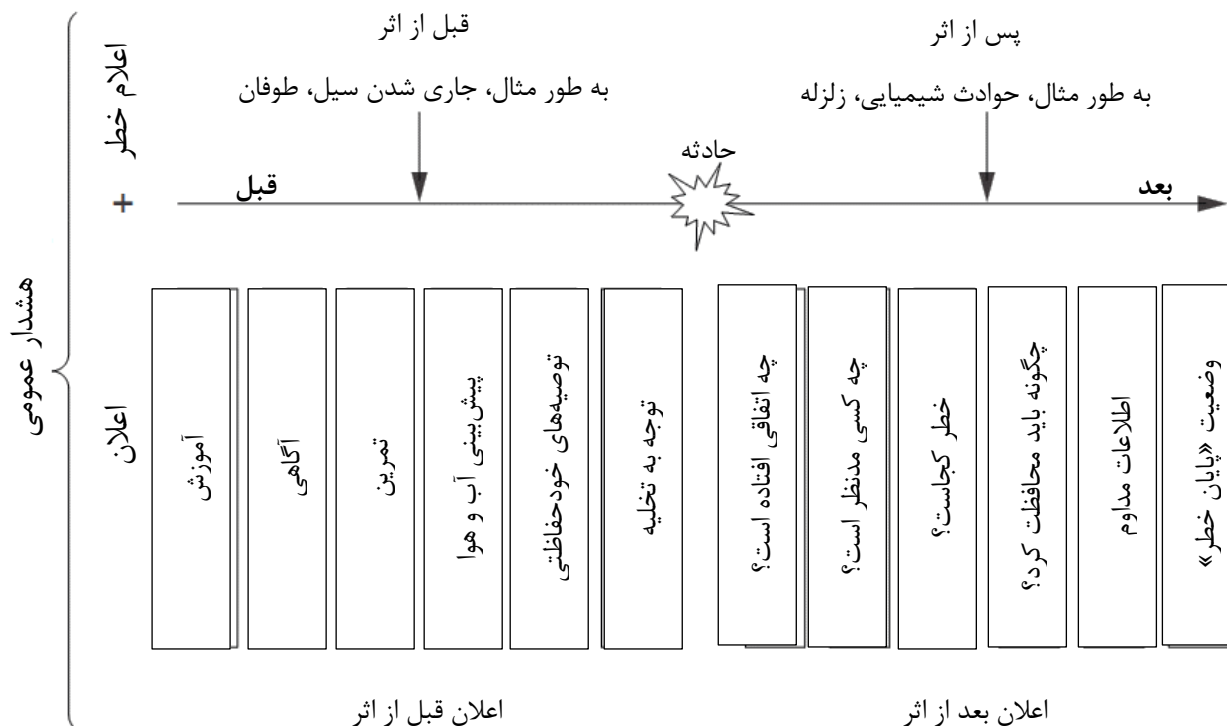 قبل از اثر
پس از اثر
به طور مثال، جاری شدن سیل، طوفان
به طور مثال، حوادث شیمیایی، زلزله
حادثه
قبل
بعد
هشدار عمومی
اعلام خطر
+
اعلان
آموزش
آگاهی
تمرین
پیش‌بینی آب و هوا
توصیه‌های خودحفاظتی
توجه به تخلیه
چه اتفاقی افتاده است؟
چه کسی مدنظر است؟
خطر کجاست؟
چگونه باید محافظت کرد؟
اطلاعات مداوم
وضعیت «پایان خطر»
اعلان قبل از اثر
اعلان بعد از اثر